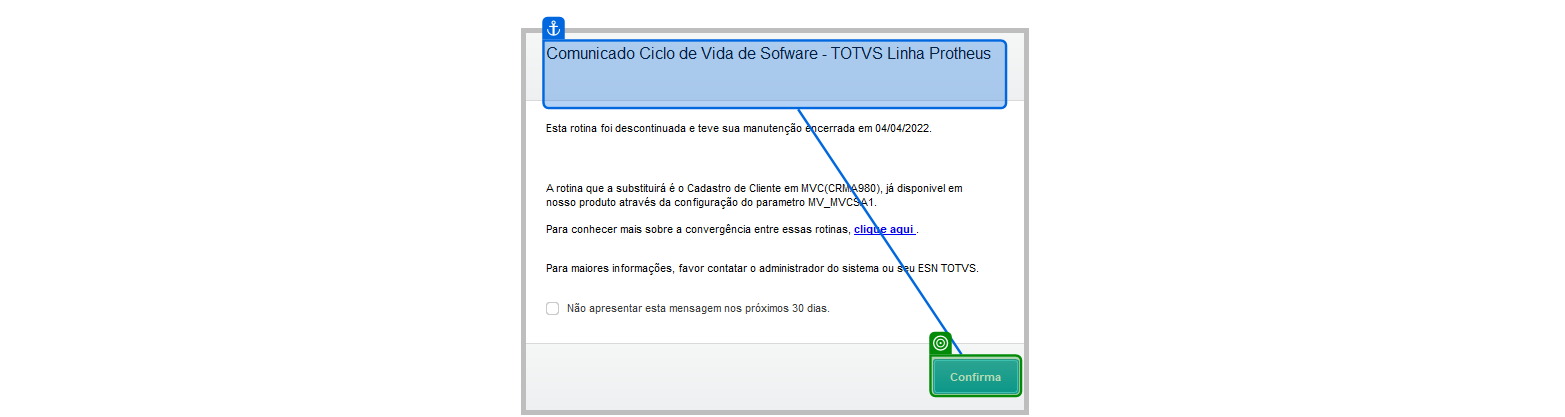 Comunicado Ciclo de Vida de Sofware - TOTVS Linha Protheus
Esta rotina foi descontinuada e teve sua manutenção encerrada em 04/04/2022.
A rotina que a substituirá é o Cadastro de Cliente em MVC(CRMA980), já disponivel em
nosso produto através da configuração do parametro MV_MVCSA1.
Para conhecer mais sobre a convergência entre essas rotinas, clique aqui .
Para maiores informações, favor contatar o administrador do sistema ou seu ESN TOTVS.
Não apresentar esta mensagem nos próximos 30 dias.
Confirma